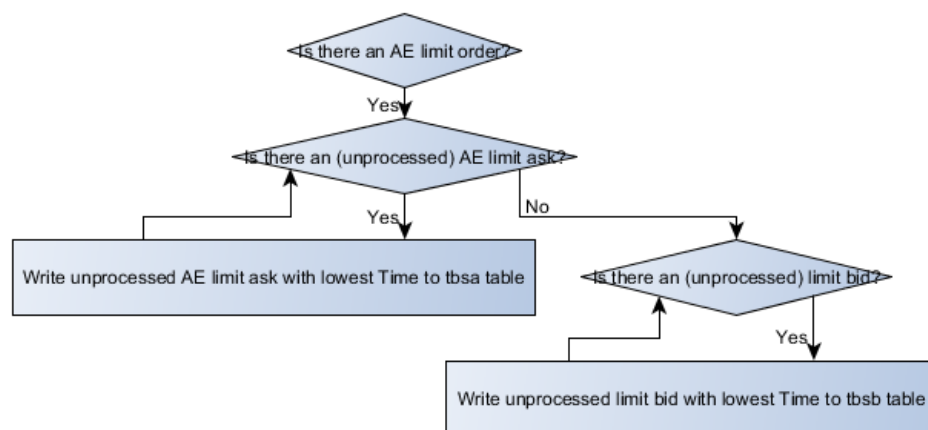 Is there an AE limit order?
Yes
Is there an (unprocessed) AE limit ask?
No
Yes
Write unprocessed AE limit ask with lowest Time to tbsa table
Is there an (unprocessed) limit bid?
Yes
Write unprocessed limit bid with lowest Time to tbsb table